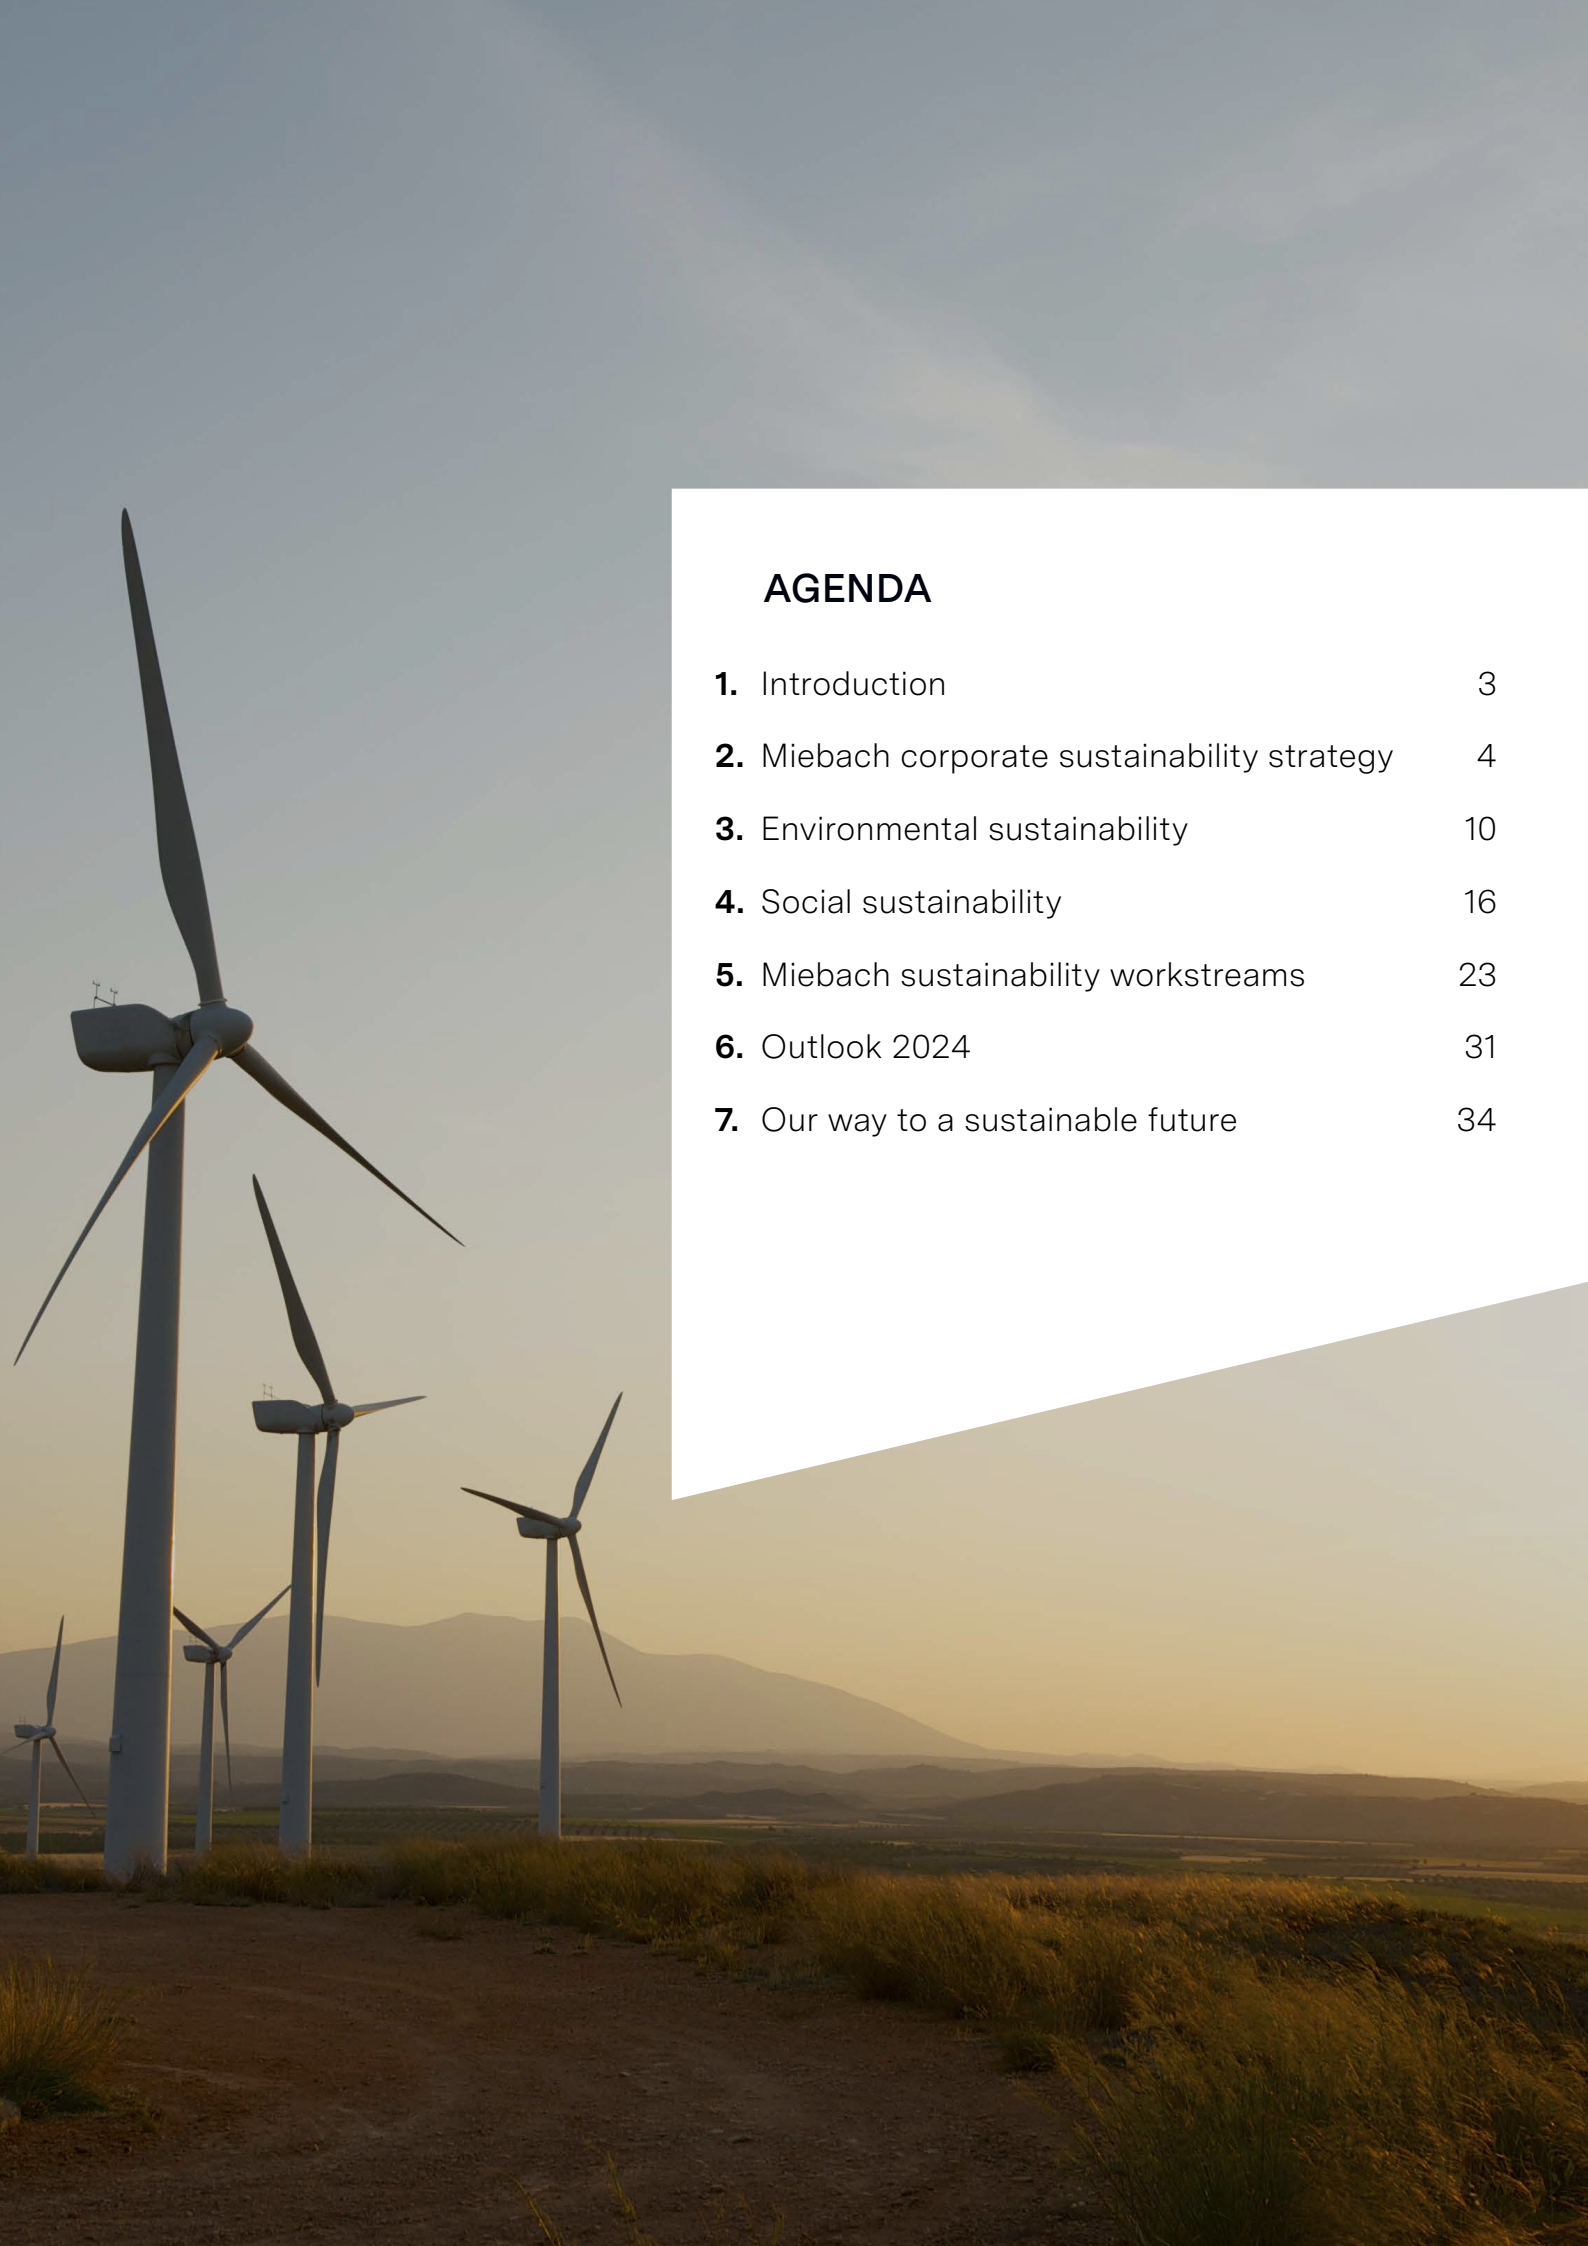 AGENDA
1. Introduction 3
2. Miebach corporate sustainability strategy 4
3. Environmental sustainability 10
4. Social sustainability 16
5. Miebach sustainability workstreams 23
6. Outlook 2024 31
7. Our way to a sustainable future 34